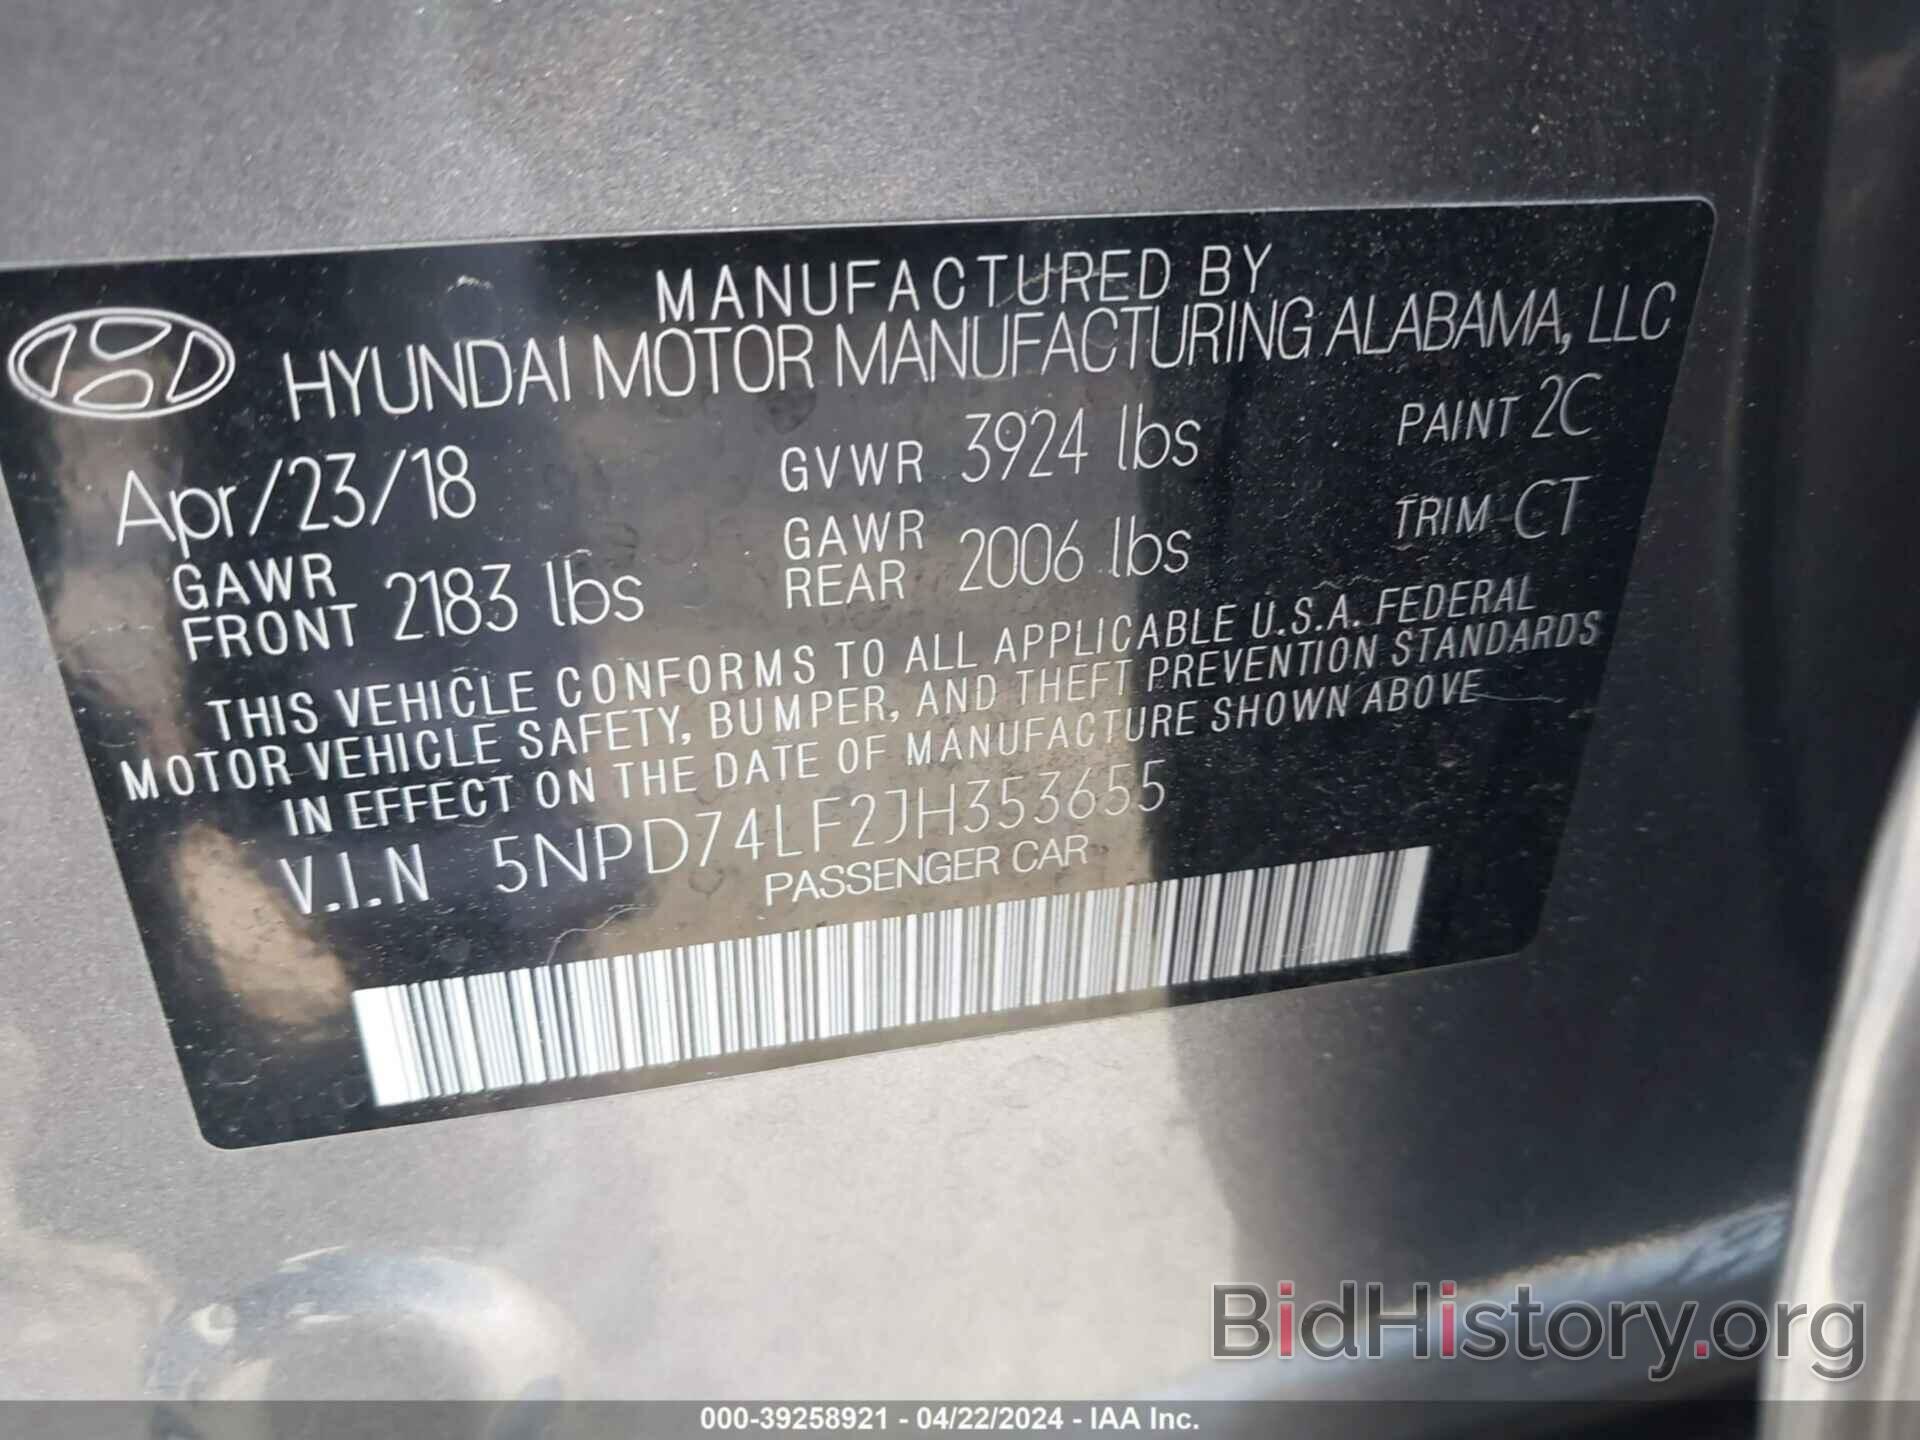 MANUFACTURED BY
HYUNDAI MOTOR MANUFACTURING ALABAMA, LLC
Apr/23/18 GVWR 3924 lbs PAINT 2C
GAWR FRONT 2183 lbs GAWR REAR 2006 lbs TRIM CT
THIS VEHICLE CONFORMS TO ALL APPLICABLE U.S.A. FEDERAL
MOTOR VEHICLE SAFETY, BUMPER, AND THEFT PREVENTION STANDARDS
IN EFFECT ON THE DATE OF MANUFACTURE SHOWN ABOVE
V.I.N 5NPD74LF2JH353655
PASSENGER CAR
BidHistory.org
000-39258921 - 04/22/2024 - IAA Inc.